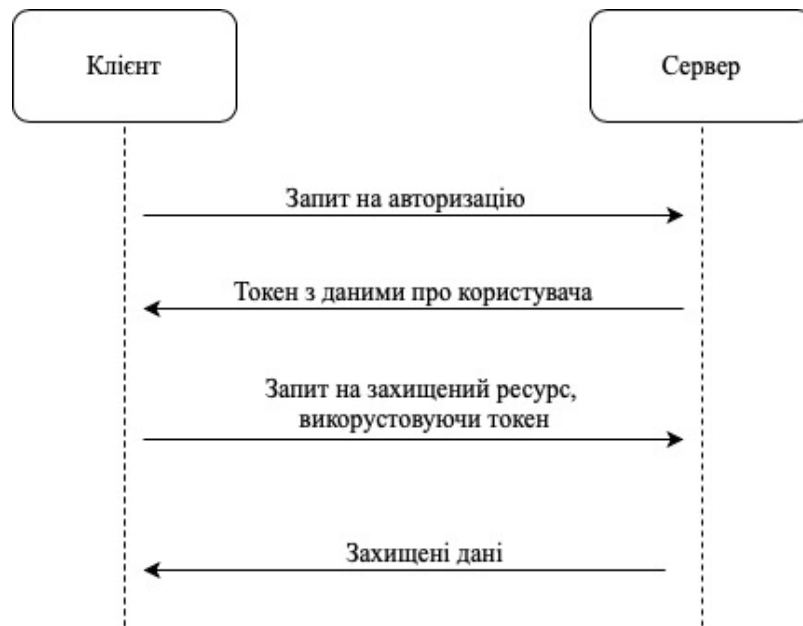 Клієнт
Сервер
Запит на авторизацію
Токен з даними про користувача
Запит на захищений ресурс,
викорустовуючи токен
Захищені дані